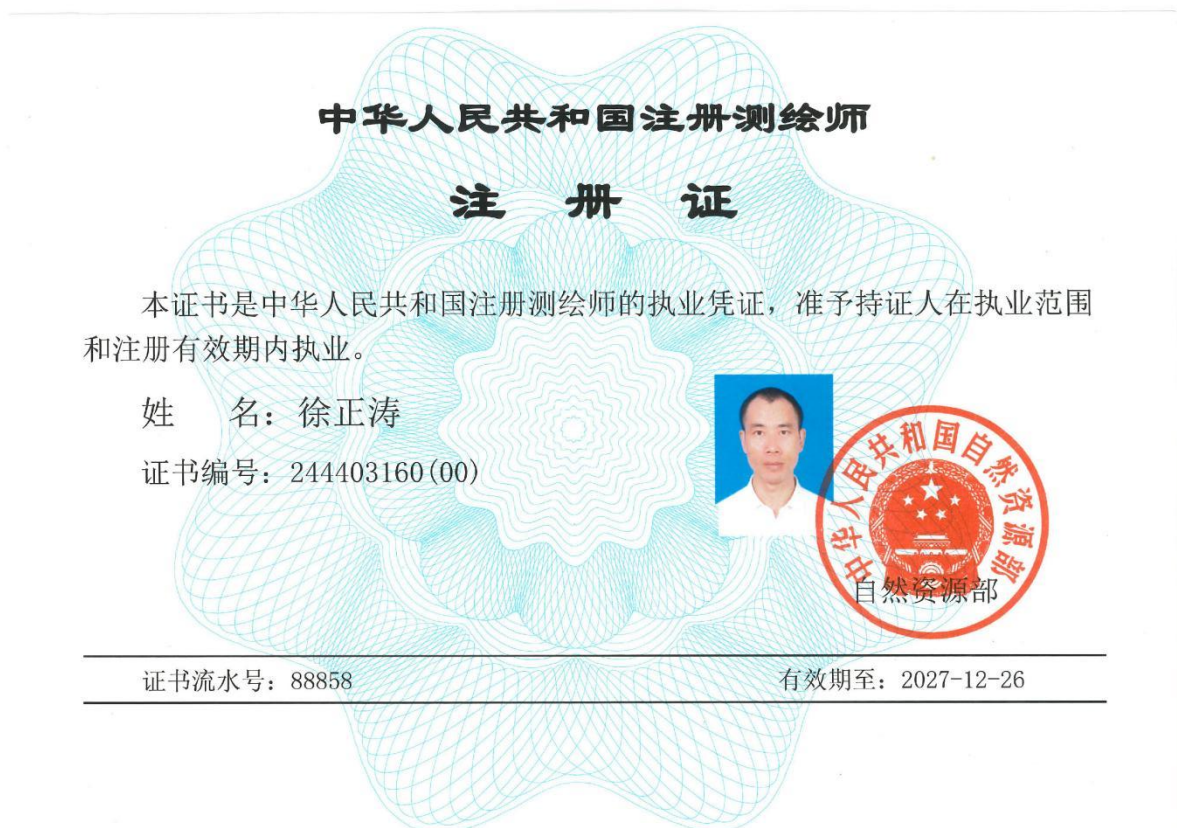 中华人民共和国注册测绘师
注 册 证
本证书是中华人民共和国注册测绘师的执业凭证，准予持证人在执业范围
和注册有效期内执业。
姓 名：徐正涛
证书编号：244403160(00)
中华人民共和国自然资源部
自然资源部
证书流水号：88858
有效期至：2027-12-26